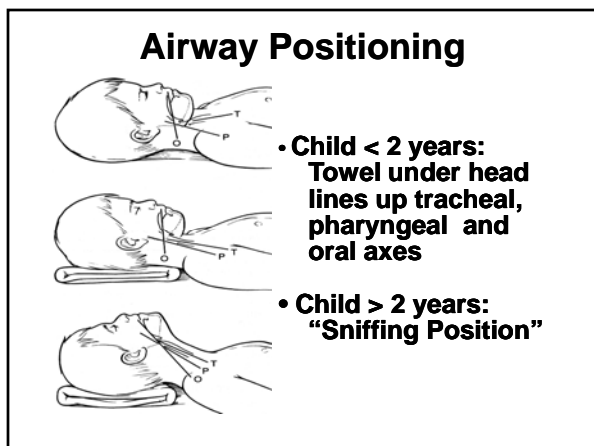 Airway Positioning
T
P
O
• Child < 2 years:
Towel under head
lines up tracheal,
pharyngeal and
oral axes
P
T
O
• Child > 2 years:
“Sniffing Position”
T
P
O